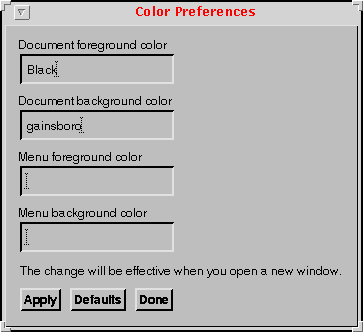 Color Preferences
Document foreground color
Black
Document background color
gainsboro
Menu foreground color
Menu background color
The change will be effective when you open a new window.
Apply Defaults Done